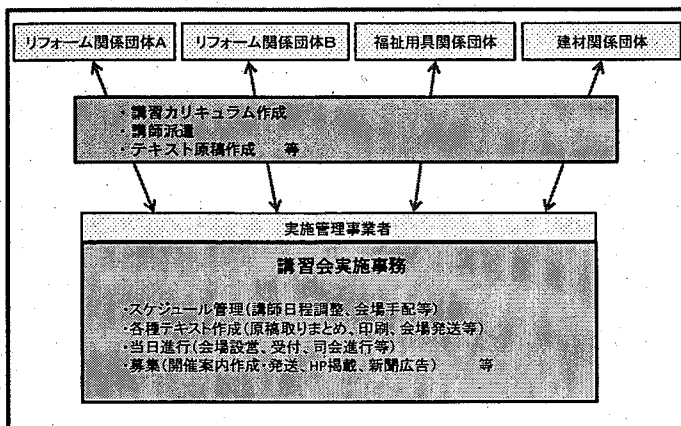 リフォーム関係団体A
リフォーム関係団体B
福祉用具関係団体
建材関係団体
・講習カリキュラム作成
・講師派遣
・テキスト原稿作成　等
実施管理事業者
講習会実施事務
・スケジュール管理(講師日程調整、会場手配等)
・各種テキスト作成(原稿取りまとめ、印刷、会場発送等)
・当日進行(会場設営、受付、司会進行等)
・募集(開催案内作成・発送、HP掲載、新聞広告)　　等